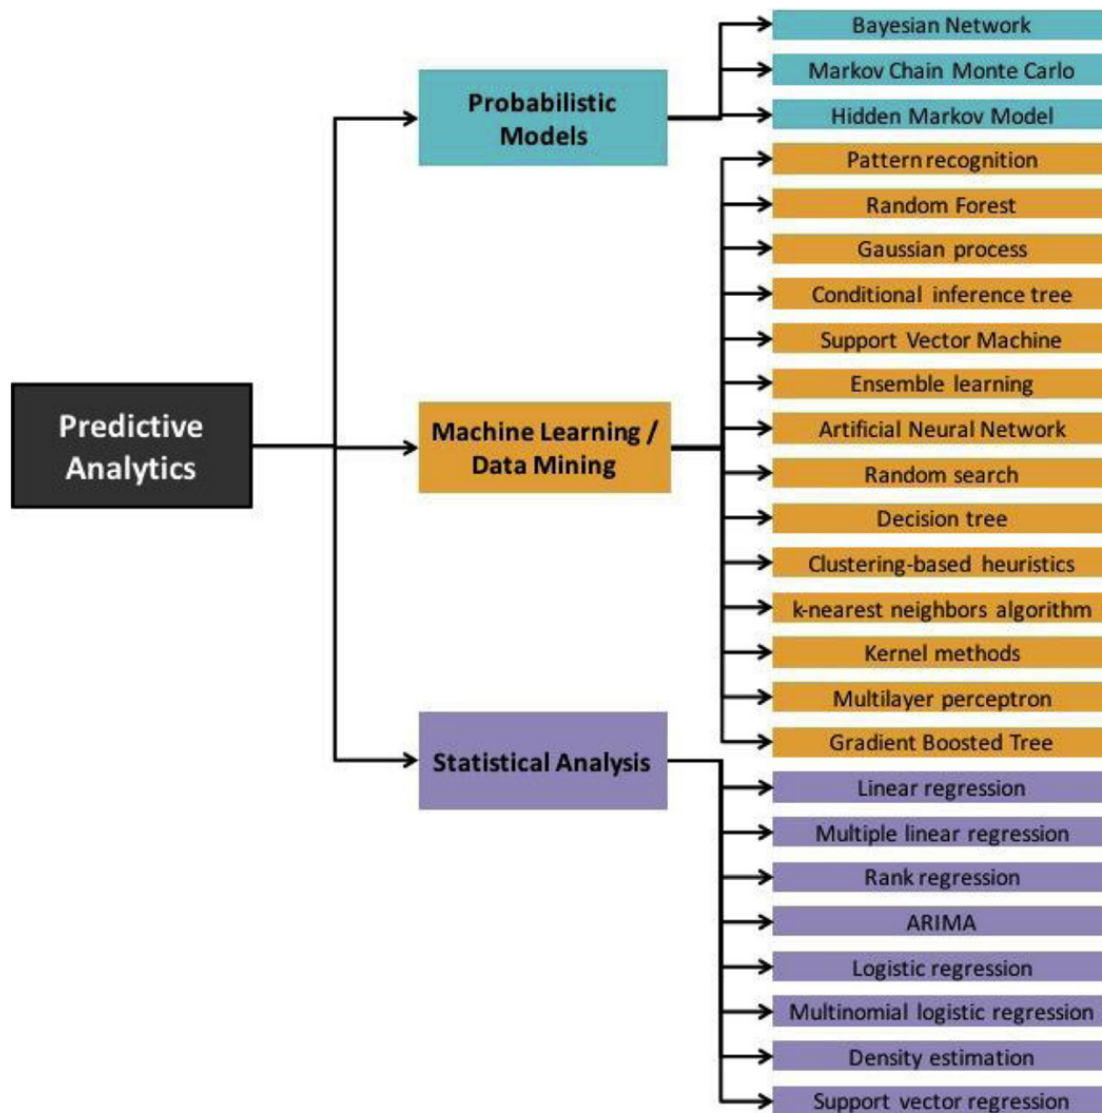 Bayesian Network
Markov Chain Monte Carlo
Hidden Markov Model
Probabilistic
Models
Pattern recognition
Random Forest
Gaussian process
Conditional inference tree
Support Vector Machine
Ensemble learning
Artificial Neural Network
Random search
Decision tree
Clustering-based heuristics
k-nearest neighbors algorithm
Kernel methods
Multilayer perceptron
Gradient Boosted Tree
Predictive
Analytics
Machine Learning /
Data Mining
Statistical Analysis
Linear regression
Multiple linear regression
Rank regression
ARIMA
Logistic regression
Multinomial logistic regression
Density estimation
Support vector regression